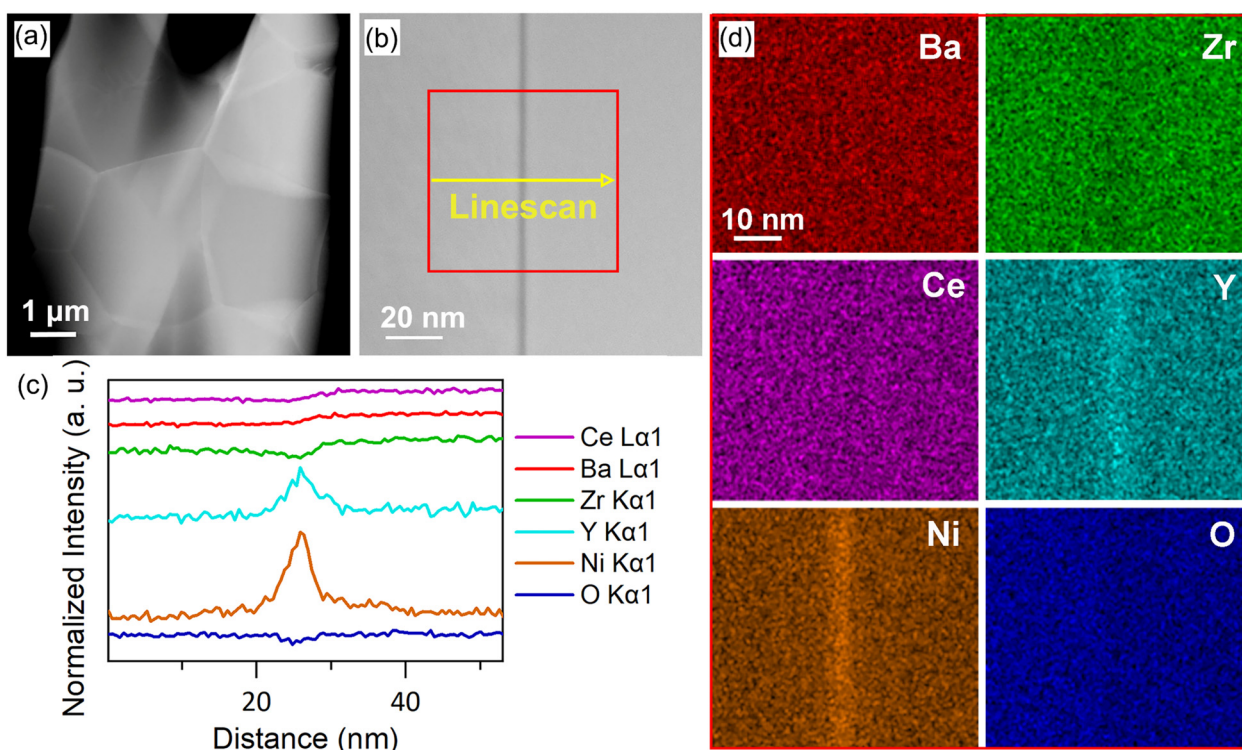 (a)
1 μm
(b)
Linescan
20 nm
(c)
Normalized Intensity (a. u.)
20
40
Distance (nm)
Ce Lα1
Ba Lα1
Zr Kα1
Y Kα1
Ni Kα1
O Kα1
(d)
Ba
10 nm
Zr
Ce
Y
Ni
O